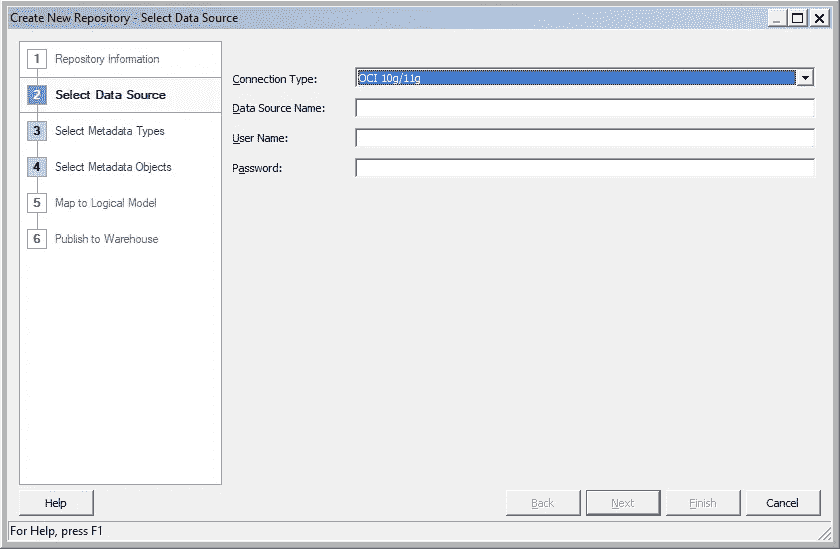 Create New Repository - Select Data Source
1 Repository Information
2 Select Data Source
3 Select Metadata Types
4 Select Metadata Objects
5 Map to Logical Model
6 Publish to Warehouse
Connection Type: OCI 10g/11g
Data Source Name:
User Name:
Password:
Help Back Next Finish Cancel
For Help, press F1